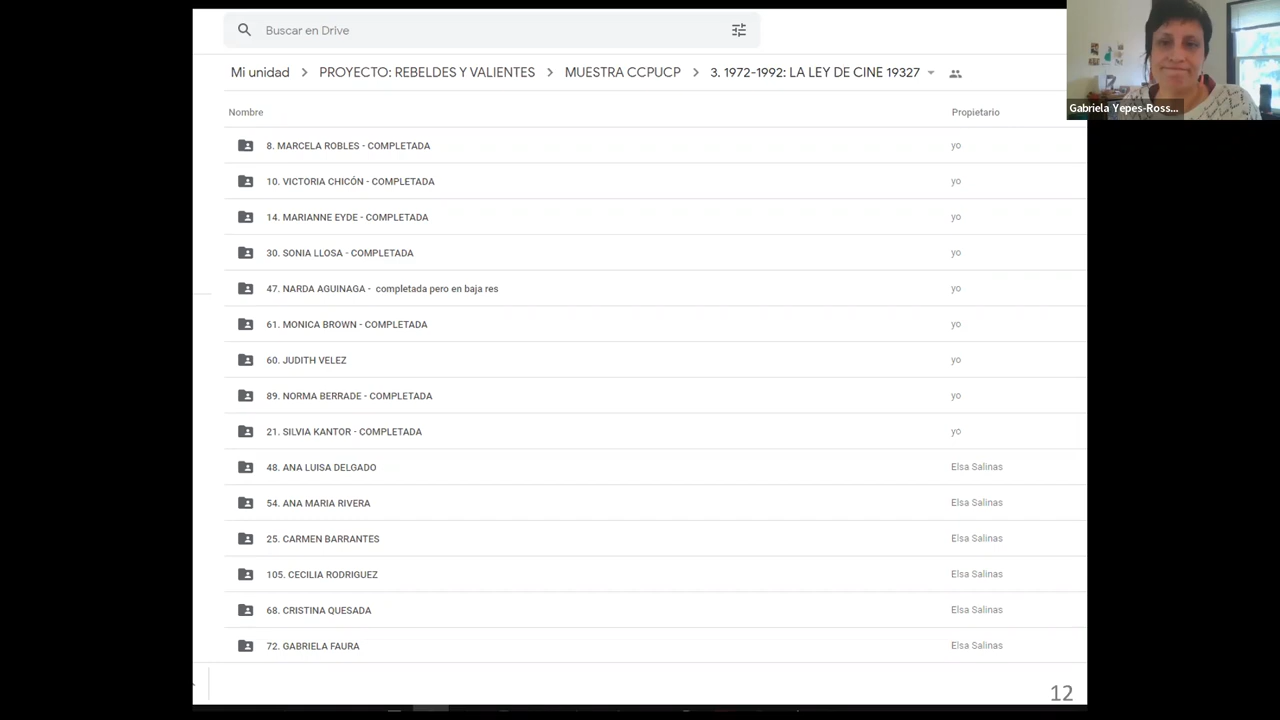 Buscar en Drive
Mi unidad > PROYECTO: REBELDES Y VALIENTES > MUESTRA CCPUCP > 3. 1972-1992: LA LEY DE CINE 19327
Gabriela Yepes-Ross...
Nombre Propietario
8. MARCELA ROBLES - COMPLETADA yo
10. VICTORIA CHICÓN - COMPLETADA yo
14. MARIANNE EYDE - COMPLETADA yo
30. SONIA LLOSA - COMPLETADA yo
47. NARDA AGUINAGA - completada pero en baja res yo
61. MONICA BROWN - COMPLETADA yo
60. JUDITH VELEZ yo
89. NORMA BERRADE - COMPLETADA yo
21. SILVIA KANTOR - COMPLETADA yo
48. ANA LUISA DELGADO Elsa Salinas
54. ANA MARIA RIVERA Elsa Salinas
25. CARMEN BARRANTES Elsa Salinas
105. CECILIA RODRIGUEZ Elsa Salinas
68. CRISTINA QUESADA Elsa Salinas
72. GABRIELA FAURA Elsa Salinas
12